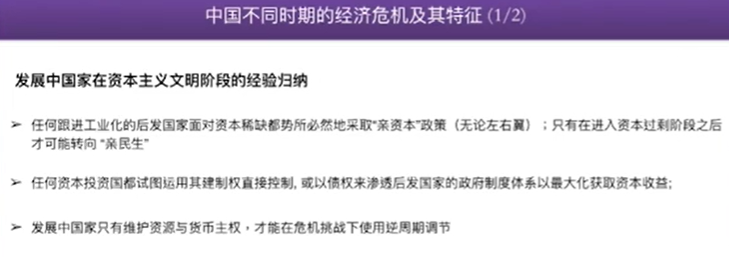 中国不同时期的经济危机及其特征 (1/2)
发展中国家在资本主义文明阶段的经验归纳
➢ 任何跟进工业化的后发国家面对资本稀缺都势所必然地采取“亲资本”政策（无论左右翼）；只有在进入资本过剩阶段之后
才可能转向 “亲民生”
➢ 任何资本投资国都试图运用其建制权直接控制, 或以债权来渗透后发国家的政府制度体系以最大化获取资本收益;
➢ 发展中国家只有维护资源与货币主权，才能在危机挑战下使用逆周期调节